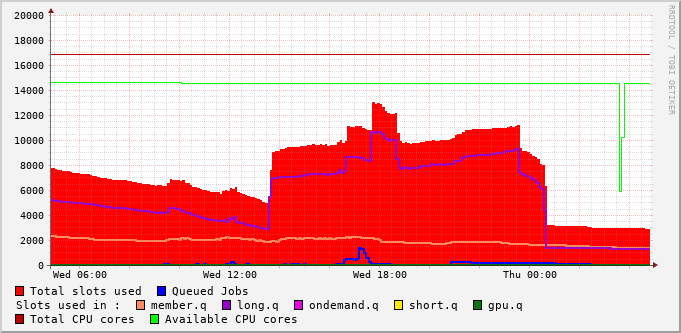 20000
18000
16000
14000
12000
10000
8000
6000
4000
2000
0
Wed 06:00 Wed 12:00 Wed 18:00 Thu 00:00
RRDTOOL / TOBI OETIKER
Total slots used Queued Jobs
Slots used in : member.q long.q ondemand.q short.q gpu.q
Total CPU cores Available CPU cores